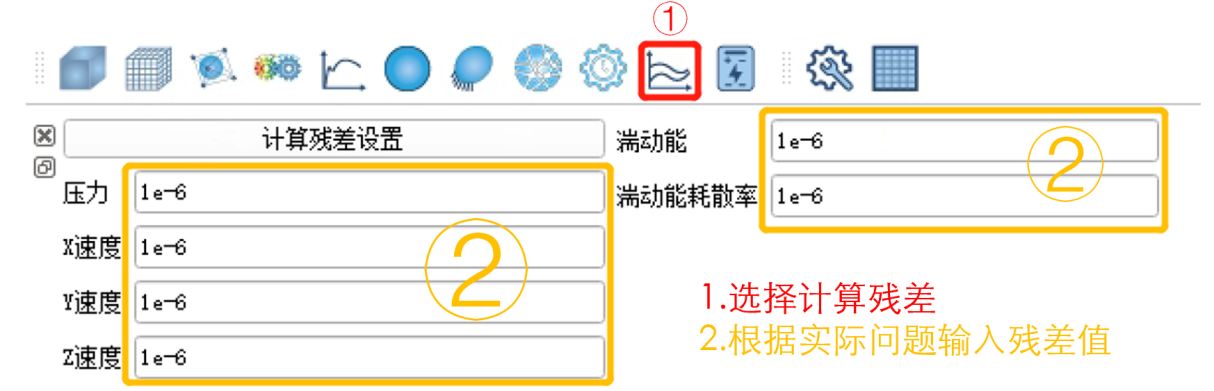 ①
计算残差设置
湍动能 1e-6
压力 1e-6
湍动能耗散率 1e-6
②
②
X速度 1e-6
Y速度 1e-6
Z速度 1e-6
1.选择计算残差
2.根据实际问题输入残差值